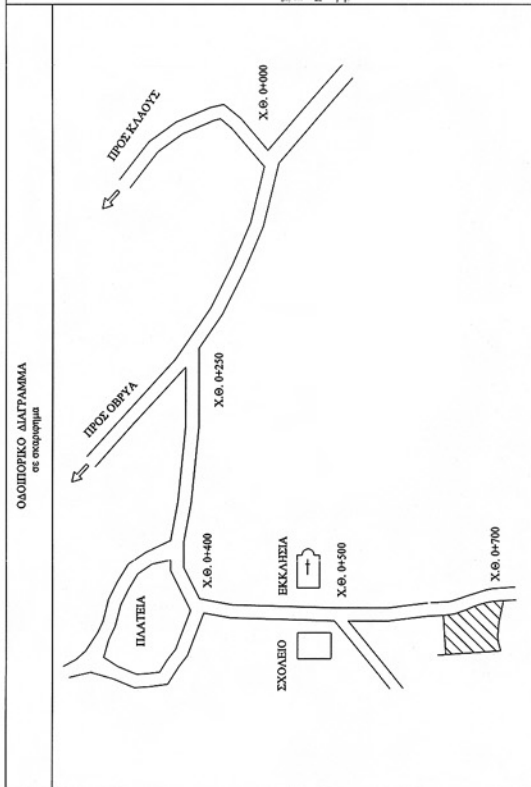 ΟΔΟΙΠΟΡΙΚΟ ΔΙΑΓΡΑΜΜΑ
σε σκαρίφημα
ΠΡΟΣ ΚΛΑΟΥΣ
Χ.Θ. 0+000
ΠΡΟΣ ΟΒΡΥΑ
Χ.Θ. 0+250
ΠΛΑΤΕΙΑ
Χ.Θ. 0+400
ΣΧΟΛΕΙΟ
ΕΚΚΛΗΣΙΑ
Χ.Θ. 0+500
Χ.Θ. 0+700